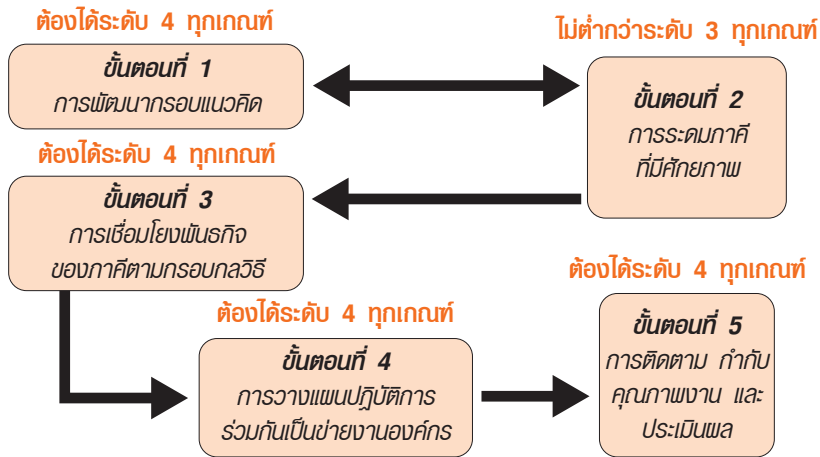 ต้องได้ระดับ 4 ทุกเกณฑ์
ขั้นตอนที่ 1
การพัฒนากรอบแนวคิด
ไม่ต่ำกว่าระดับ 3 ทุกเกณฑ์
ขั้นตอนที่ 2
การระดมภาคี
ที่มีศักยภาพ
ต้องได้ระดับ 4 ทุกเกณฑ์
ขั้นตอนที่ 3
การเชื่อมโยงพันธกิจ
ของภาคีตามกรอบกลวิธี
ต้องได้ระดับ 4 ทุกเกณฑ์
ขั้นตอนที่ 4
การวางแผนปฏิบัติการ
ร่วมกันเป็นข่ายงานองค์กร
ต้องได้ระดับ 4 ทุกเกณฑ์
ขั้นตอนที่ 5
การติดตาม กำกับ
คุณภาพงาน และ
ประเมินผล